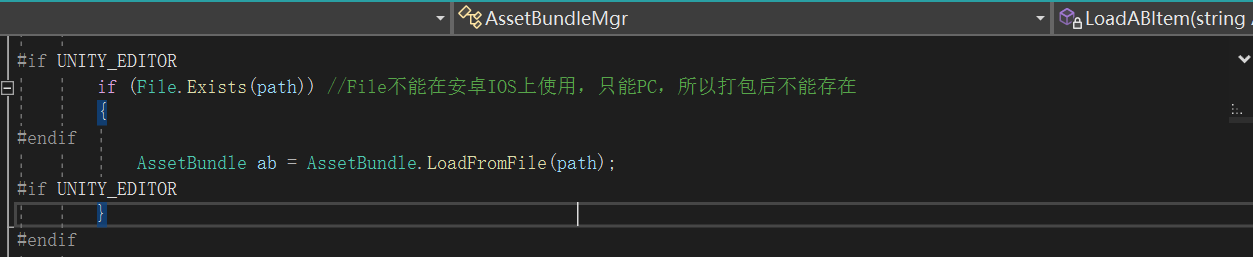 AssetBundleMgr
LoadABItem(string
#if UNITY_EDITOR
if (File.Exists(path)) //File不能在安卓IOS上使用，只能PC，所以打包后不能存在
{
#endif
AssetBundle ab = AssetBundle.LoadFromFile(path);
#if UNITY_EDITOR
}
#endif